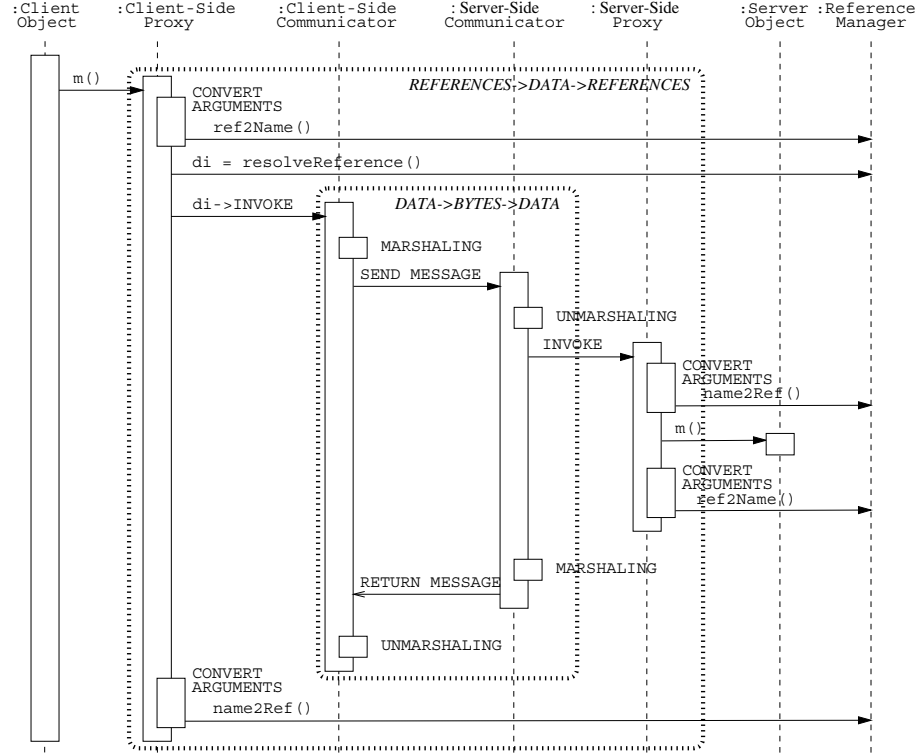 :Client :Client-Side :Client-Side : Server-Side : Server-Side :Server :Reference
Object Proxy Communicator Communicator Proxy Object Manager
m()
REFERENCES->DATA->REFERENCES
CONVERT
ARGUMENTS
ref2Name()
di = resolveReference()
di->INVOKE
DATA->BYTES->DATA
MARSHALING
SEND MESSAGE
UNMARSHALING
INVOKE
CONVERT
ARGUMENTS
name2Ref()
m()
CONVERT
ARGUMENTS
ref2Name()
MARSHALING
RETURN MESSAGE
UNMARSHALING
CONVERT
ARGUMENTS
name2Ref()